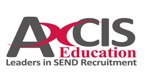 Axcis
Education
Leaders in SEND Recruitment